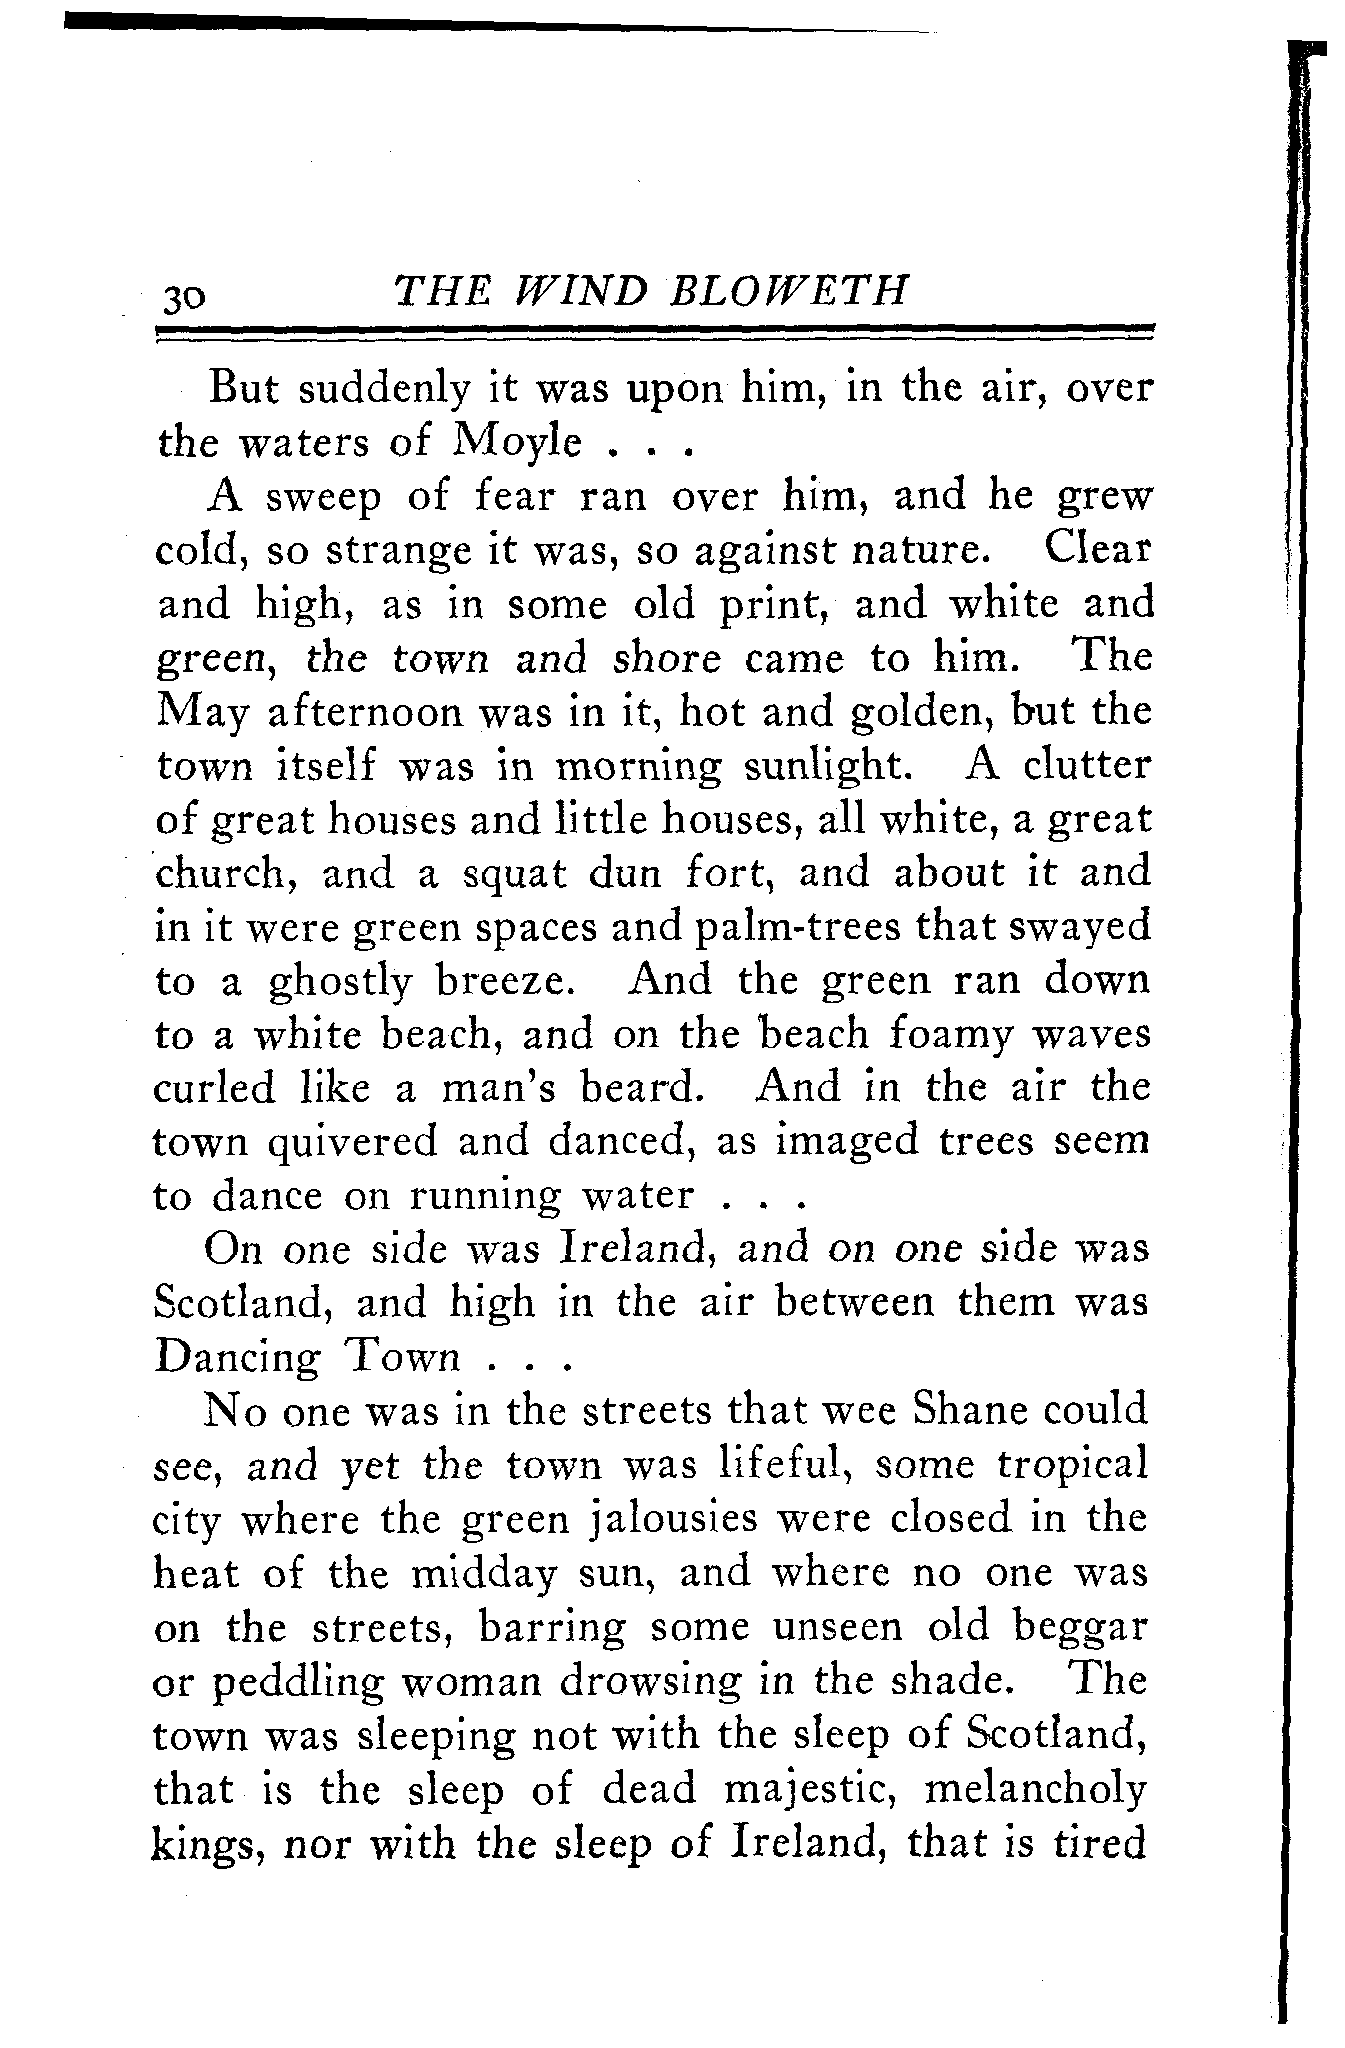 30 THE WIND BLOWETH
But suddenly it was upon him, in the air, over
the waters of Moyle . . .
A sweep of fear ran over him, and he grew
cold, so strange it was, so against nature. Clear
and high, as in some old print, and white and
green, the town and shore came to him. The
May afternoon was in it, hot and golden, but the
town itself was in morning sunlight. A clutter
of great houses and little houses, all white, a great
church, and a squat dun fort, and about it and
in it were green spaces and palm-trees that swayed
to a ghostly breeze. And the green ran down
to a white beach, and on the beach foamy waves
curled like a man's beard. And in the air the
town quivered and danced, as imaged trees seem
to dance on running water . . .
On one side was Ireland, and on one side was
Scotland, and high in the air between them was
Dancing Town . . .
No one was in the streets that wee Shane could
see, and yet the town was lifeful, some tropical
city where the green jalousies were closed in the
heat of the midday sun, and where no one was
on the streets, barring some unseen old beggar
or peddling woman drowsing in the shade. The
town was sleeping not with the sleep of Scotland,
that is the sleep of dead majestic, melancholy
kings, nor with the sleep of Ireland, that is tired